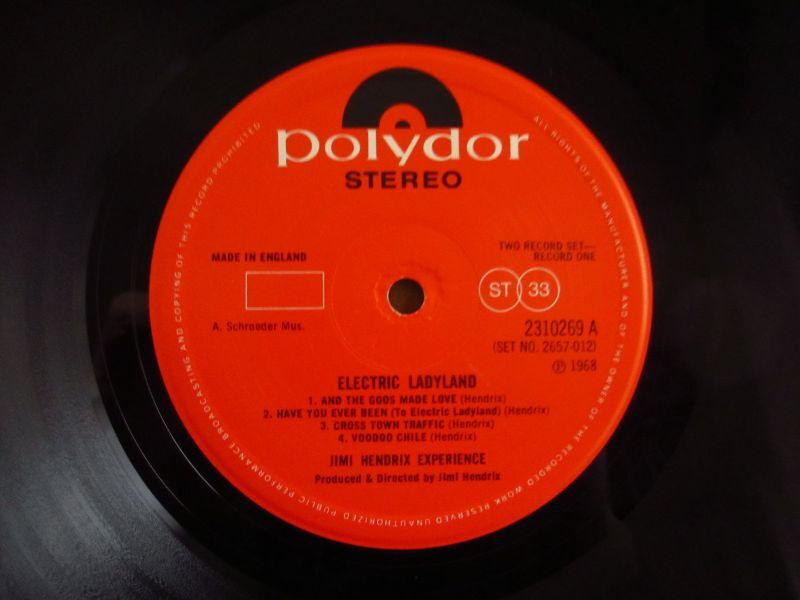 polydor
STEREO
MADE IN ENGLAND
TWO RECORD SET—
RECORD ONE
ST 33
A. Schroeder Mus.
2310269 A
(SET NO. 2657-012)
℗ 1968
ELECTRIC LADYLAND
1. AND THE GODS MADE LOVE (Hendrix)
2. HAVE YOU EVER BEEN (To Electric Ladyland) (Hendrix)
3. CROSS TOWN TRAFFIC (Hendrix)
4. VOODOO CHILE (Hendrix)
JIMI HENDRIX EXPERIENCE
Produced & Directed by Jimi Hendrix
ALL RIGHTS OF THE MANUFACTURER AND OF THE OWNER OF THE RECORDED WORK RESERVED UNAUTHORIZED PUBLIC PERFORMANCE BROADCASTING AND COPYING OF THIS RECORD PROHIBITED